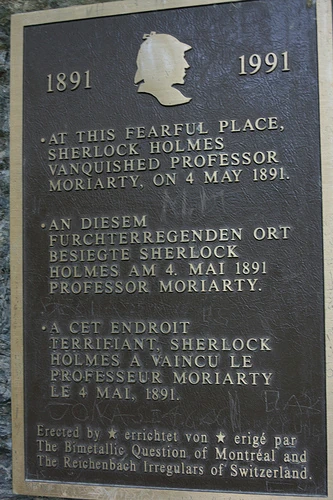 1891 1991
• AT THIS FEARFUL PLACE,
SHERLOCK HOLMES
VANQUISHED PROFESSOR
MORIARTY, ON 4 MAY 1891.
• AN DIESEM
FURCHTERREGENDEN ORT
BESIEGTE SHERLOCK
HOLMES AM 4. MAI 1891
PROFESSOR MORIARTY.
• A CET ENDROIT
TERRIFIANT, SHERLOCK
HOLMES A VAINCU LE
PROFESSEUR MORIARTY
LE 4 MAI, 1891.
Erected by ★ errichtet von ★ erigé par
The Bimetallic Question of Montréal and
The Reichenbach Irregulars of Switzerland.